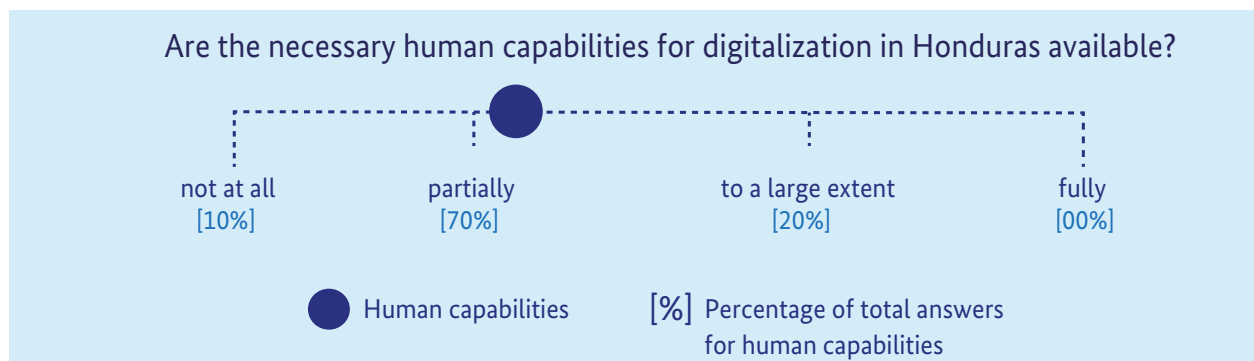 Are the necessary human capabilities for digitalization in Honduras available?
not at all partially to a large extent fully
[10%] [70%] [20%] [00%]
Human capabilities [%] Percentage of total answers
for human capabilities